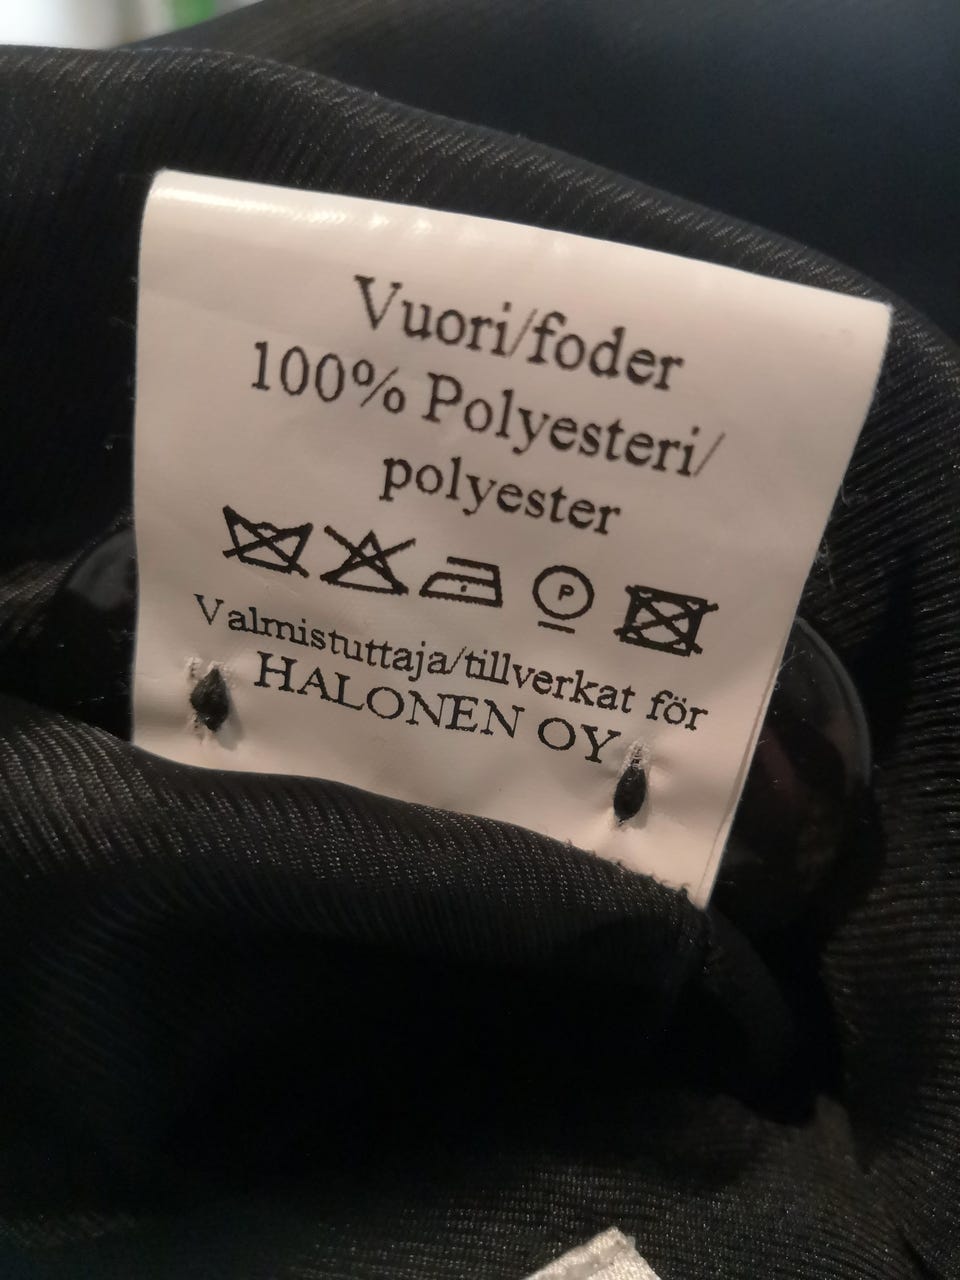 Vuori/foder
100% Polyesteri/
polyester
P
Valmistuttaja/tillverkat för
HALONEN OY